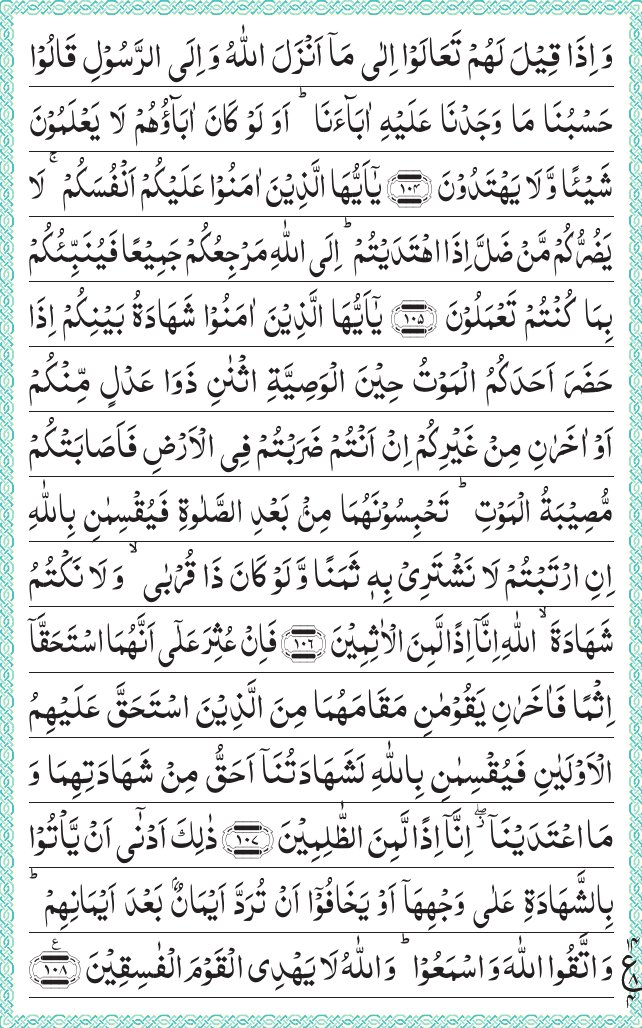 وَاِذَا قِيْلَ لَهُمْ تَعَالَوْا اِلٰى مَاۤ اَنْزَلَ اللّٰهُ وَاِلَى الرَّسُوْلِ قَالُوْا
حَسْبُنَا مَا وَجَدْنَا عَلَيْهِ اٰبَآءَنَا ؕ اَوَ لَوْ كَانَ اٰبَآؤُهُمْ لَا يَعْلَمُوْنَ
شَيْـًٔا وَّلَا يَهْتَدُوْنَ ۝۱۰۴ يٰۤاَيُّهَا الَّذِيْنَ اٰمَنُوْا عَلَيْكُمْ اَنْفُسَكُمْ ۚ لَا
يَضُرُّكُمْ مَّنْ ضَلَّ اِذَا اهْتَدَيْتُمْ ؕ اِلَى اللّٰهِ مَرْجِعُكُمْ جَمِيْعًا فَيُنَبِّئُكُمْ
بِمَا كُنْتُمْ تَعْمَلُوْنَ ۝۱۰۵ يٰۤاَيُّهَا الَّذِيْنَ اٰمَنُوْا شَهَادَةُ بَيْنِكُمْ اِذَا
حَضَرَ اَحَدَكُمُ الْمَوْتُ حِيْنَ الْوَصِيَّةِ اثْنٰنِ ذَوَا عَدْلٍ مِّنْكُمْ
اَوْ اٰخَرٰنِ مِنْ غَيْرِكُمْ اِنْ اَنْتُمْ ضَرَبْتُمْ فِى الْاَرْضِ فَاَصَابَتْكُمْ
مُّصِيْبَةُ الْمَوْتِ ؕ تَحْبِسُوْنَهُمَا مِنْۢ بَعْدِ الصَّلٰوةِ فَيُقْسِمٰنِ بِاللّٰهِ
اِنِ ارْتَبْتُمْ لَا نَشْتَرِىْ بِهٖ ثَمَنًا وَّلَوْ كَانَ ذَا قُرْبٰى ۙ وَلَا نَكْتُمُ
شَهَادَةَ ۙ اللّٰهِ اِنَّاۤ اِذًا لَّمِنَ الْاٰثِمِيْنَ ۝۱۰۶ فَاِنْ عُثِرَ عَلٰۤى اَنَّهُمَا اسْتَحَقَّاۤ
اِثْمًا فَاٰخَرٰنِ يَقُوْمٰنِ مَقَامَهُمَا مِنَ الَّذِيْنَ اسْتَحَقَّ عَلَيْهِمُ
الْاَوْلَيٰنِ فَيُقْسِمٰنِ بِاللّٰهِ لَشَهَادَتُنَاۤ اَحَقُّ مِنْ شَهَادَتِهِمَا وَ
مَا اعْتَدَيْنَاۤ ۖ اِنَّاۤ اِذًا لَّمِنَ الظّٰلِمِيْنَ ۝۱۰۷ ذٰلِكَ اَدْنٰۤى اَنْ يَّاْتُوْا
بِالشَّهَادَةِ عَلٰى وَجْهِهَاۤ اَوْ يَخَافُوْۤا اَنْ تُرَدَّ اَيْمَانٌۢ بَعْدَ اَيْمَانِهِمْ ؕ
وَاتَّقُوا اللّٰهَ وَاسْمَعُوْا ؕ وَاللّٰهُ لَا يَهْدِى الْقَوْمَ الْفٰسِقِيْنَ ۝۱۰۸
ع